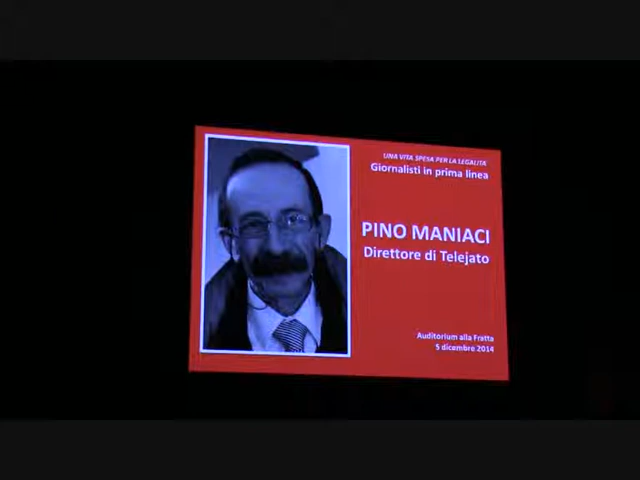 UNA VITA SPESA PER LA LEGALITA'
Giornalisti in prima linea
PINO MANIACI
Direttore di Telejato
Auditorium alla Fratta
5 dicembre 2014